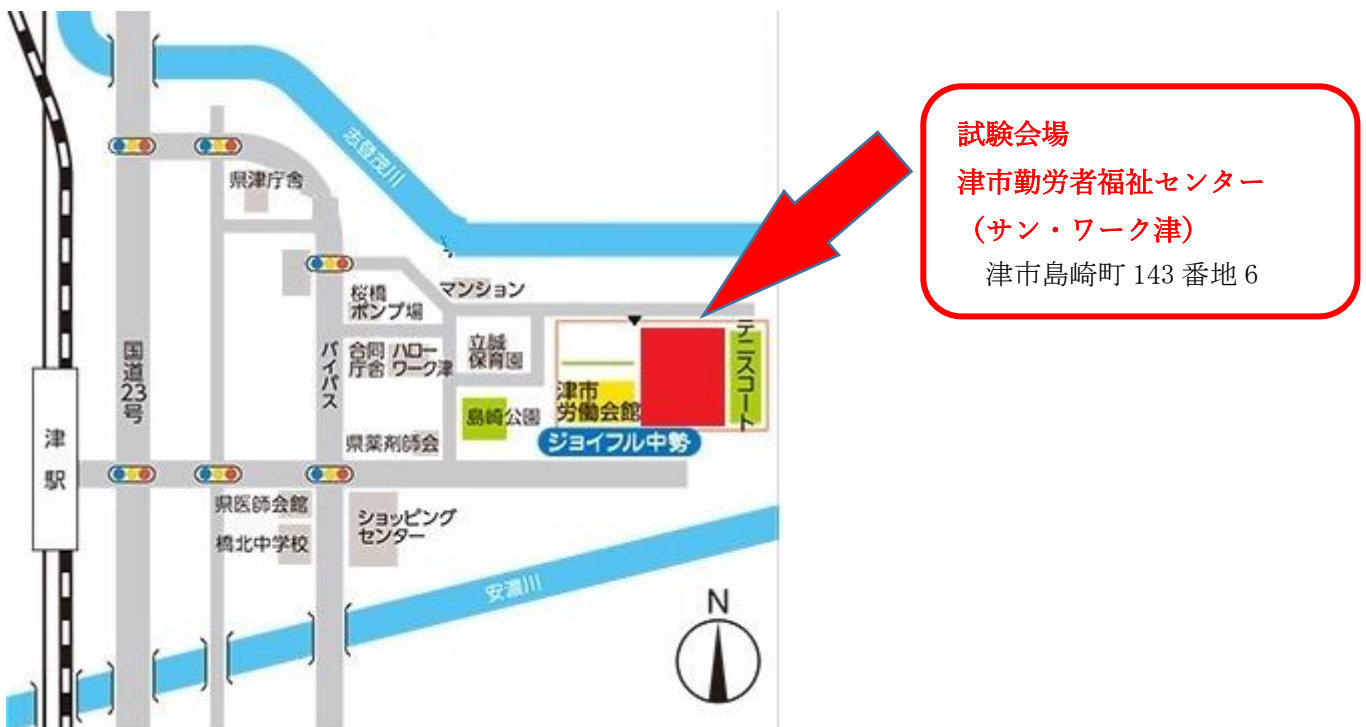 試験会場
津市勤労者福祉センター
（サン・ワーク津）
津市島崎町 143 番地 6
志登茂川
県津庁舎
桜橋
ポンプ場
マンション
国道23号
バイパス
合同
庁舎
ハロー
ワーク津
立誠
保育園
テニスコート
津市
労働会館
島崎公園
ジョイフル中勢
県薬剤師会
津駅
県医師会館
橋北中学校
ショッピング
センター
安濃川
N